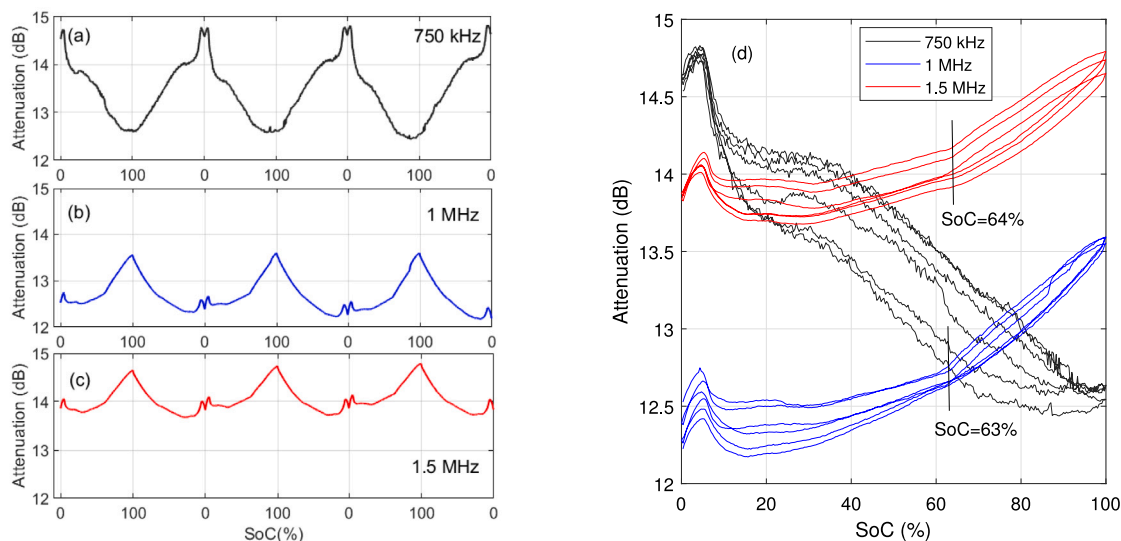 15
14
13
12
Attenuation (dB)
(a)
750 kHz
0 100 0 100 0 100 0
15
14
13
12
Attenuation (dB)
(b)
1 MHz
0 100 0 100 0 100 0
15
14
13
12
Attenuation (dB)
(c)
1.5 MHz
0 100 0 100 0 100 0
SoC(%)
15
14.5
14
13.5
13
12.5
12
Attenuation (dB)
(d)
750 kHz
1 MHz
1.5 MHz
SoC=64%
SoC=63%
0 20 40 60 80 100
SoC (%)